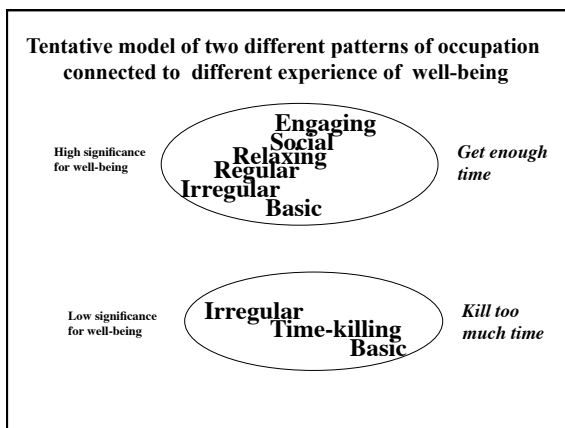 Tentative model of two different patterns of occupation
connected to different experience of well-being
Engaging
Social
High significance
for well-being
Relaxing
Regular
Irregular
Basic
Get enough
time
Low significance
for well-being
Irregular
Time-killing
Basic
Kill too
much time